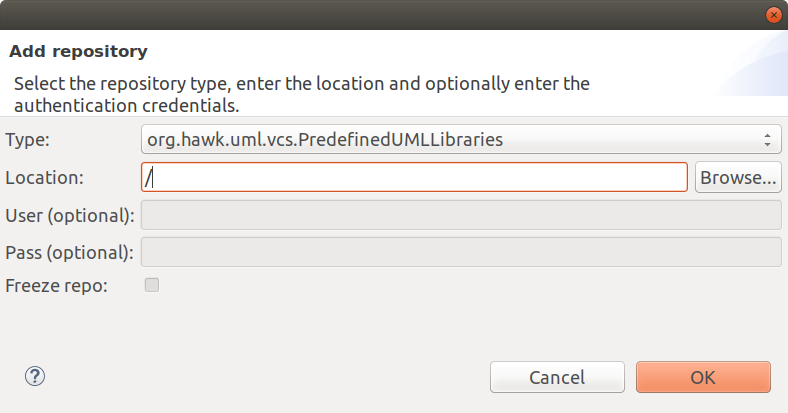 Add repository
Select the repository type, enter the location and optionally enter the
authentication credentials.
Type: org.hawk.uml.vcs.PredefinedUMLLibraries
Location: / Browse...
User (optional):
Pass (optional):
Freeze repo:
? Cancel OK